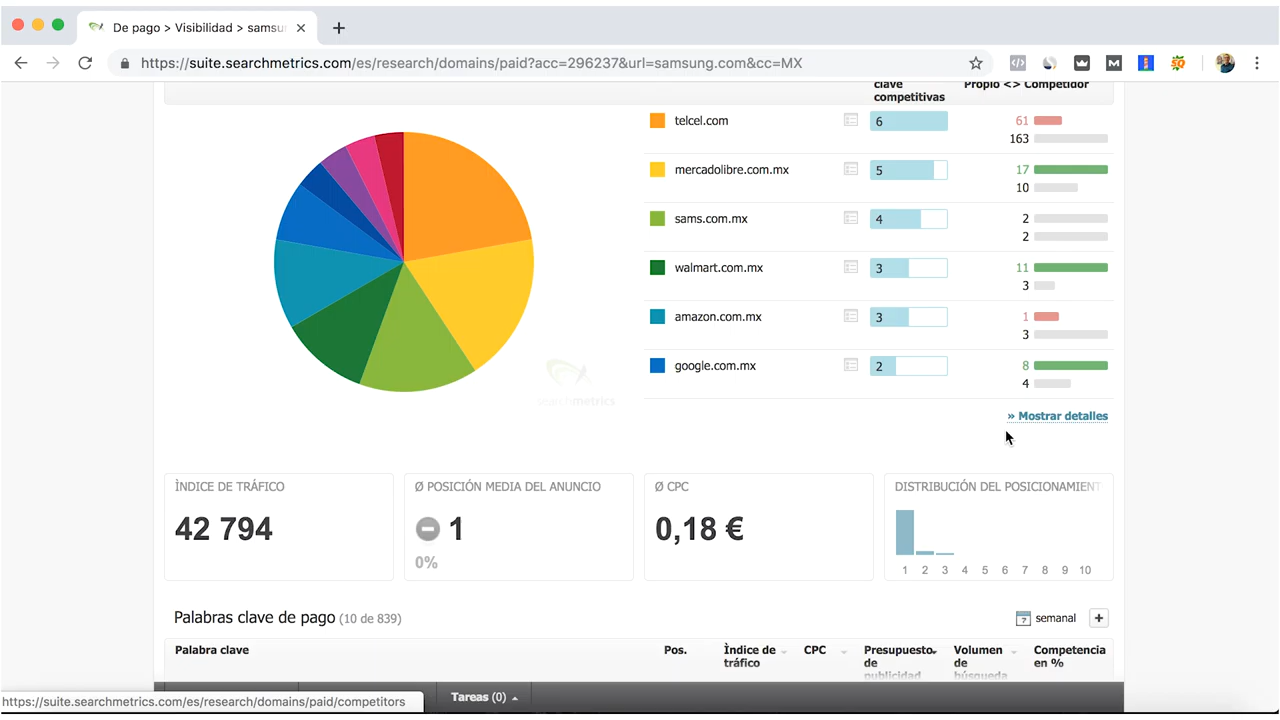 De pago > Visibilidad > samsu
https://suite.searchmetrics.com/es/research/domains/paid?acc=296237&url=samsung.com&cc=MX
clave
competitivas
Propio <> Competidor
telcel.com 6 61
163
mercadolibre.com.mx 5 17
10
sams.com.mx 4 2
2
walmart.com.mx 3 11
3
amazon.com.mx 3 1
3
google.com.mx 2 8
4
searchmetrics
» Mostrar detalles
ÌNDICE DE TRÁFICO
42 794
Ø POSICIÓN MEDIA DEL ANUNCIO
1
0%
Ø CPC
0,18 €
DISTRIBUCIÓN DEL POSICIONAMIENT
1 2 3 4 5 6 7 8 9 10
Palabras clave de pago (10 de 839)
7 semanal +
Palabra clave
Pos.
Ìndice de
tráfico
CPC
Presupuesto
de
publicidad
Volumen
de
búsqueda
Competencia
en %
Tareas (0)
https://suite.searchmetrics.com/es/research/domains/paid/competitors